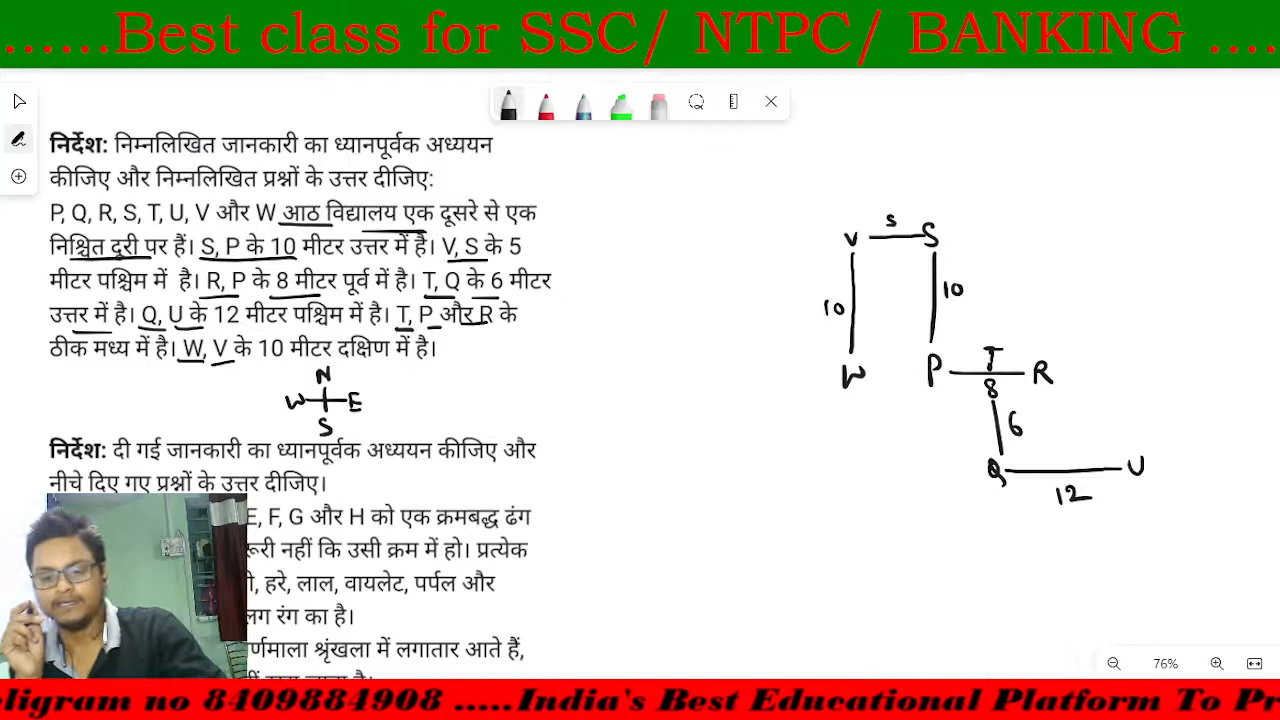 ......Best class for SSC/ NTPC/ BANKING ....
निर्देश: निम्नलिखित जानकारी का ध्यानपूर्वक अध्ययन
कीजिए और निम्नलिखित प्रश्नों के उत्तर दीजिए:
P, Q, R, S, T, U, V और W आठ विद्यालय एक दूसरे से एक
निश्चित दूरी पर हैं। S, P के 10 मीटर उत्तर में है। V, S के 5
मीटर पश्चिम में है। R, P के 8 मीटर पूर्व में है। T, Q के 6 मीटर
उत्तर में है। Q, U के 12 मीटर पश्चिम में है। T, P और R के
ठीक मध्य में है। W, V के 10 मीटर दक्षिण में है।
N
W E
S
V 5 S
10 10
W P T R
8
6
Q U
12
निर्देश: दी गई जानकारी का ध्यानपूर्वक अध्ययन कीजिए और
नीचे दिए गए प्रश्नों के उत्तर दीजिए।
E, F, G और H को एक क्रमबद्ध ढंग
नहीं कि उसी क्रम में हो। प्रत्येक
हरे, लाल, वायलेट, पर्पल और
रंग का है।
श्रृंखला में लगातार आते हैं,
76%
eligram no 8409884908 .....India's Best Educational Platform To Pr